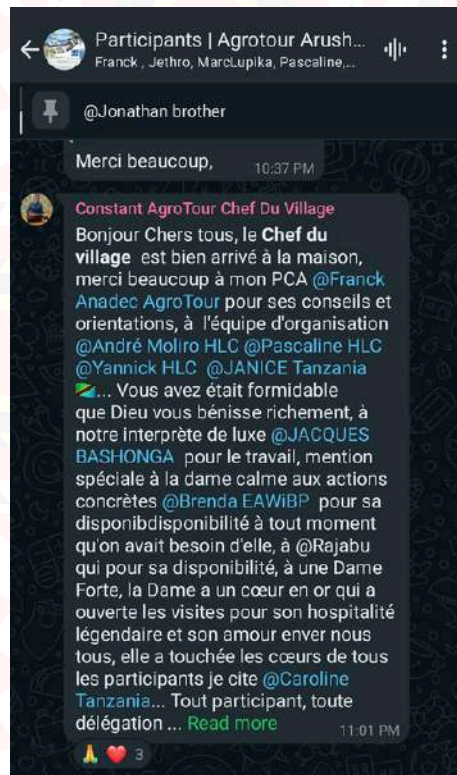 Participants | Agrotour Arush...
Franck , Jethro, MarcLupika, Pascaline,...
@Jonathan brother
Merci beaucoup,
10:37 PM
Constant AgroTour Chef Du Village
Bonjour Chers tous, le Chef du
village est bien arrivé à la maison,
merci beaucoup à mon PCA @Franck
Anadec AgroTour pour ses conseils et
orientations, à l'équipe d'organisation
@André Moliro HLC @Pascaline HLC
@Yannick HLC @JANICE Tanzania
🇹🇿... Vous avez était formidable
que Dieu vous bénisse richement, à
notre interprète de luxe @JACQUES
BASHONGA pour le travail, mention
spéciale à la dame calme aux actions
concrètes @Brenda EAWiBP pour sa
disponibdisponibilité à tout moment
qu'on avait besoin d'elle, à @Rajabu
qui pour sa disponibilité, à une Dame
Forte, la Dame a un cœur en or qui a
ouverte les visites pour son hospitalité
légendaire et son amour enver nous
tous, elle a touchée les cœurs de tous
les participants je cite @Caroline
Tanzania... Tout participant, toute
délégation ... Read more
11:01 PM
🙏 ❤️ 3